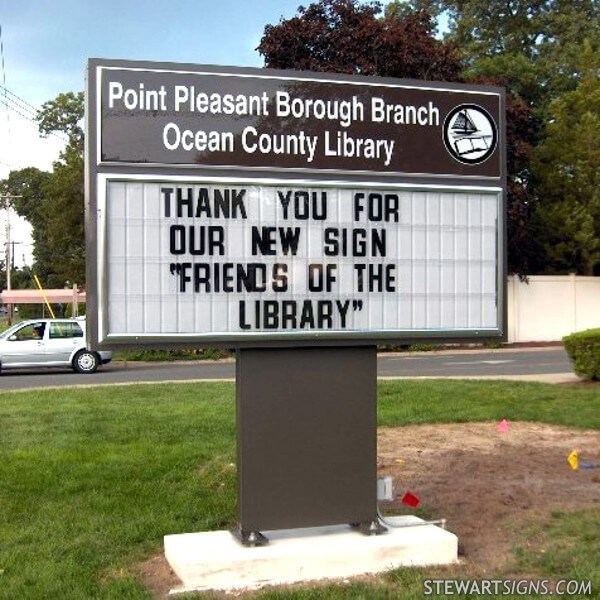 Point Pleasant Borough Branch
Ocean County Library
THANK YOU FOR
OUR NEW SIGN
"FRIENDS OF THE
LIBRARY"
STEWARTSIGNS.COM